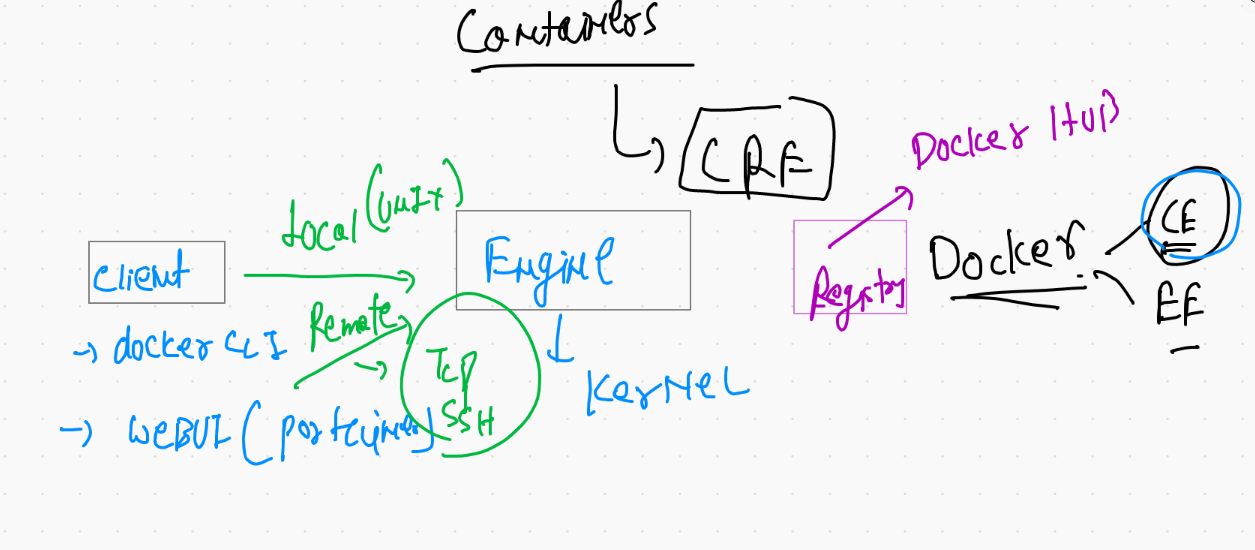 Containers
CRE
Docker Hub
Local (unix)
Client
Engine
Registry
Docker
CE
EE
Remote
→ docker CLI
Tcp
SSH
Kernel
→ WEBUI (portainer)